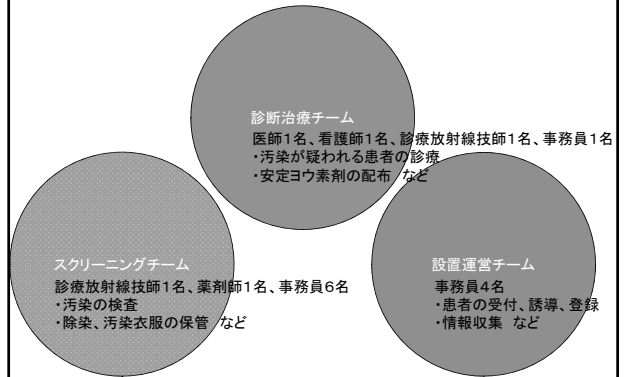 診断治療チーム
医師1名、看護師1名、診療放射線技師1名、事務員1名
・汚染が疑われる患者の診療
・安定ヨウ素剤の配布　など
スクリーニングチーム
診療放射線技師1名、薬剤師1名、事務員6名
・汚染の検査
・除染、汚染衣服の保管　など
設置運営チーム
事務員4名
・患者の受付、誘導、登録
・情報収集　など